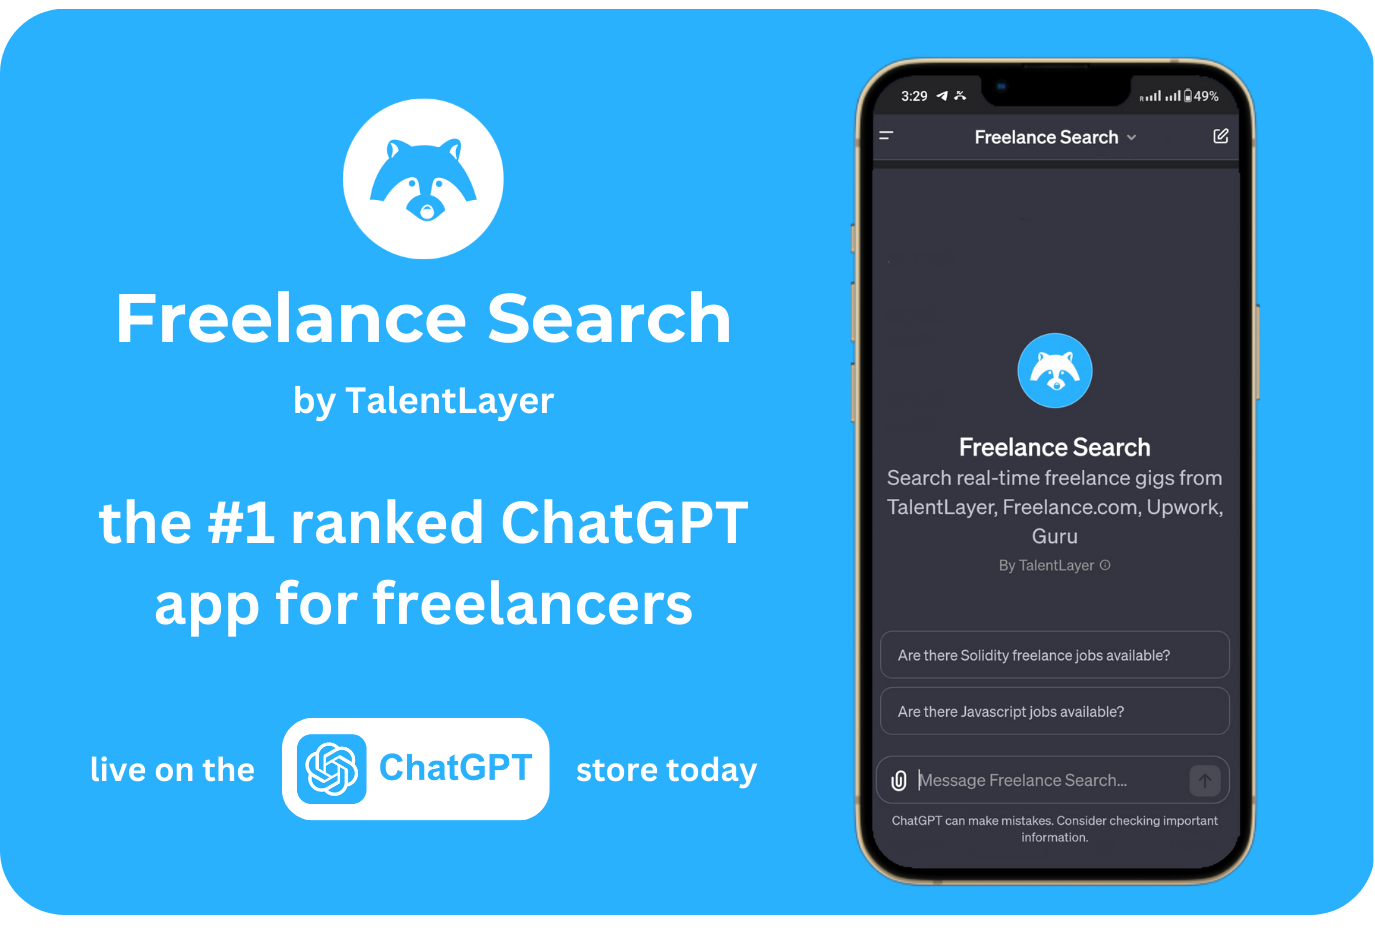 Freelance Search
by TalentLayer
the #1 ranked ChatGPT
app for freelancers
live on the
ChatGPT
store today
3:29
R
49%
Freelance Search
Freelance Search
Search real-time freelance gigs from
TalentLayer, Freelance.com, Upwork,
Guru
By TalentLayer
Are there Solidity freelance jobs available?
Are there Javascript jobs available?
Message Freelance Search...
ChatGPT can make mistakes. Consider checking important
information.